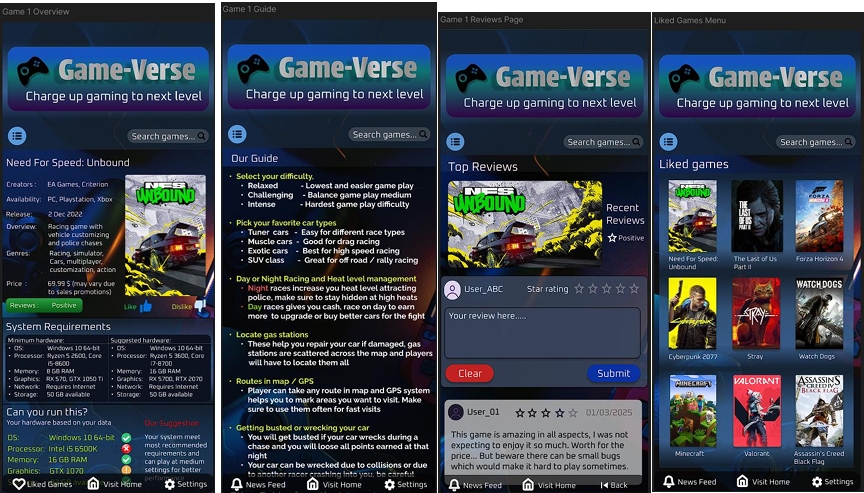 Game 1 Overview
Game-Verse
Charge up gaming to next level
Search games...
Need For Speed: Unbound
Creators : EA Games, Criterion
Availability: PC, Playstation, Xbox
Release: 2 Dec 2022
Overview: Racing game with
vehicle customizing
and police chases
Genres: Racing, simulator,
Cars, multiplayer,
customization, action
Price : 69.99 $ (may vary due
to sales promotions)
NFS
UNBOUND
Reviews : Positive
Like
Dislike
System Requirements
Minimum hardware:
• OS: Windows 10 64-bit
• Processor: Ryzen 5 2600, Core
i5-8600
• Memory: 8 GB RAM
• Graphics: RX 570, GTX 1050 Ti
• Network: Requires Internet
• Storage: 50 GB available
Suggested hardware:
• OS: Windows 10 64-bit
• Processor: Ryzen 5 3600, Core
i7-8700
• Memory: 16 GB RAM
• Graphics: RX 5700, RTX 2070
• Network: Requires Internet
• Storage: 50 GB available
Can you run this?
Your hardware based on your data
OS: Windows 10 64-bit
Processor: Intel i5 6500K
Memory: 16 GB RAM
Graphics: GTX 1070
Our Suggestion
Your system meet
most recommended
requirements and
can play at medium
settings for better
Liked Games
Visit Home
Settings
Game 1 Guide
Game-Verse
Charge up gaming to next level
Search games...
Our Guide
• Select your difficulty,
• Relaxed - Lowest and easier game play
• Challenging - Balance game play medium
• Intense - Hardest game play difficulty
• Pick your favorite car types
• Tuner cars - Easy for different race types
• Muscle cars - Good for drag racing
• Exotic cars - Best for high speed racing
• SUV class - Great for off road / rally racing
• Day or Night Racing and Heat level management
• Night races increase you heat level attracting
police, make sure to stay hidden at high heats
• Day races gives you cash, race on day to earn
more to upgrade or buy better cars for the fight
• Locate gas stations
• These help you repair your car if damaged, gas
stations are scattered across the map and players
will have to locate them all
• Routes in map / GPS
• Player can take any route in map and GPS system
helps you to mark areas you want to visit. Make
sure to use them often for fast visits
• Getting busted or wrecking your car
• You will get busted if your car wrecks during a
chase and you will loose all points earned at that
night
• Your car can be wrecked due to collisions or due
to another racer crashing into you, be careful
News Feed
Visit Home
Settings
Game 1 Reviews Page
Game-Verse
Charge up gaming to next level
Search games...
Top Reviews
NFS
UNBOUND
Recent
Reviews
Positive
User_ABC Star rating
Your review here.....
Clear
Submit
User_01 01/03/2025
This game is amazing in all aspects, I was not
expecting to enjoy it so much. Worth for the
price... But beware there can be small bugs
which would make it hard to play sometimes.
News Feed
Visit Home
Back
Liked Games Menu
Game-Verse
Charge up gaming to next level
Search games...
Liked games
NFS
UNBOUND
THE
LAST
OF US
PART II
FORZA
HORIZON 4
Need For Speed:
Unbound
The Last of Us
Part II
Forza Horizon 4
Cyberpunk
STRAY
WATCH DOGS
Cyberpunk 2077
Stray
Watch Dogs
MINECRAFT
VALORANT
ASSASSIN'S
CREED
BLACK FLAG
Minecraft
Valorant
Assassin's Creed
Black Flag
News Feed
Visit Home
Settings